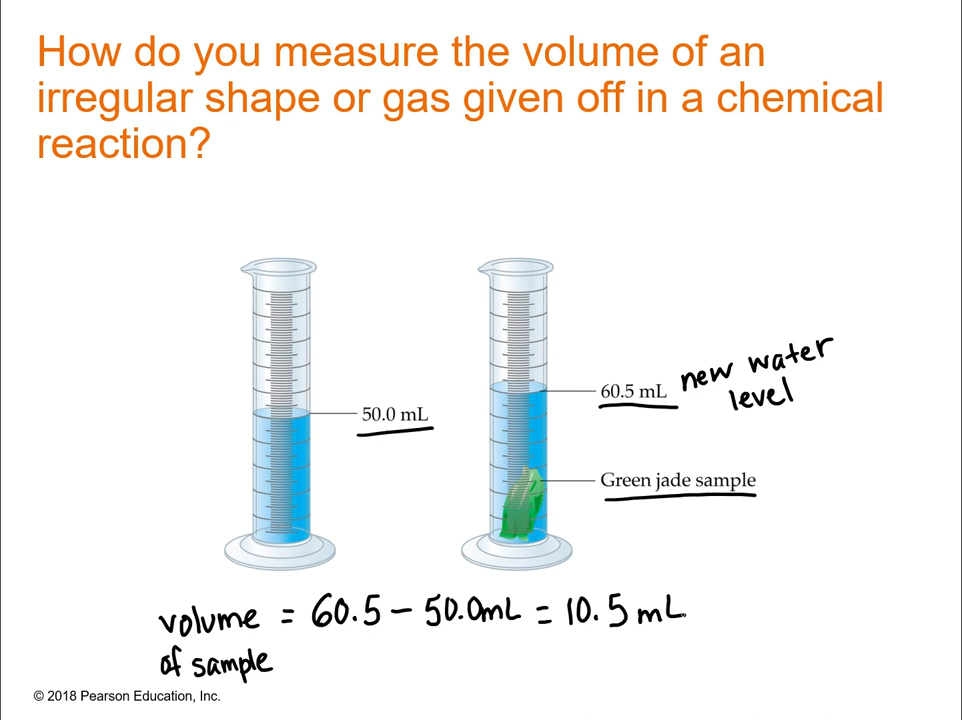 How do you measure the volume of an
irregular shape or gas given off in a chemical
reaction?
50.0 mL
60.5 mL
new water
level
Green jade sample
volume = 60.5 - 50.0mL = 10.5 mL
of sample
© 2018 Pearson Education, Inc.